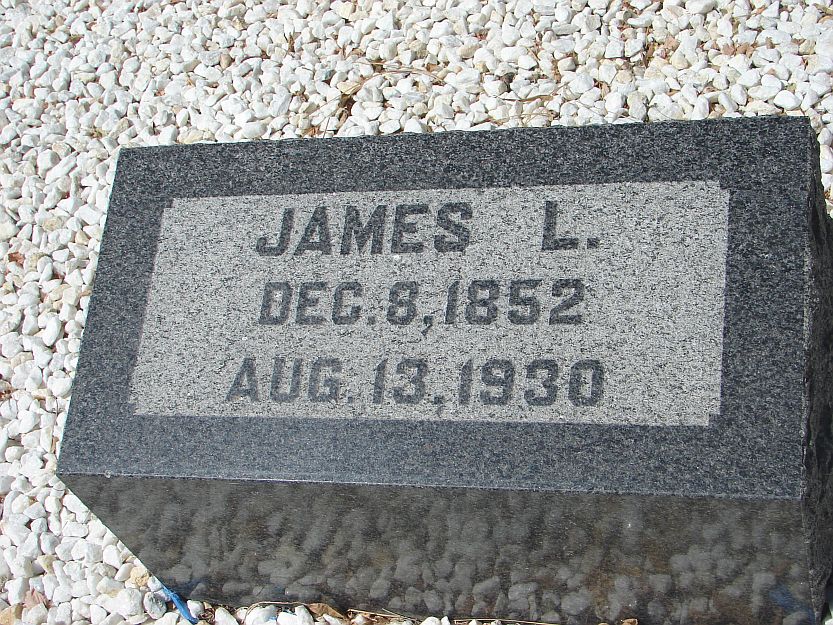 JAMES L.
DEC. 8, 1852
AUG. 13, 1930